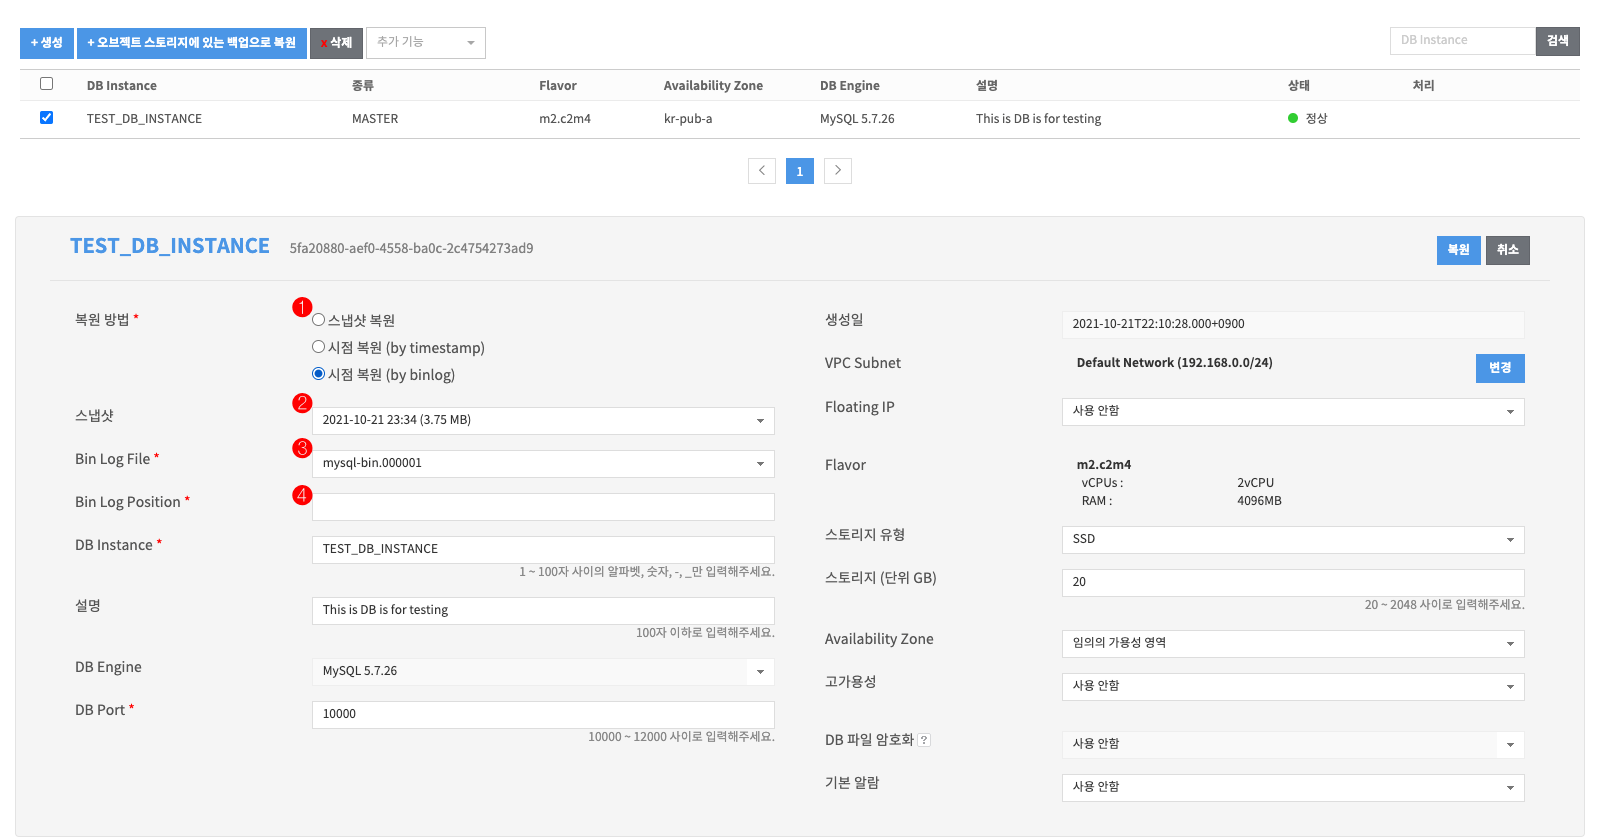 + 생성
+ 오브젝트 스토리지에 있는 백업으로 복원
x 삭제
추가 기능
DB Instance
검색
DB Instance 종류 Flavor Availability Zone DB Engine 설명 상태 처리
TEST_DB_INSTANCE MASTER m2.c2m4 kr-pub-a MySQL 5.7.26 This is DB is for testing 정상
< 1 >
TEST_DB_INSTANCE 5fa20880-aef0-4558-ba0c-2c4754273ad9
복원 취소
복원 방법 *
1
스냅샷 복원
시점 복원 (by timestamp)
시점 복원 (by binlog)
스냅샷
2
2021-10-21 23:34 (3.75 MB)
Bin Log File *
3
mysql-bin.000001
Bin Log Position *
4
DB Instance *
TEST_DB_INSTANCE
1 ~ 100자 사이의 알파벳, 숫자, -, _만 입력해주세요.
설명
This is DB is for testing
100자 이하로 입력해주세요.
DB Engine
MySQL 5.7.26
DB Port *
10000
10000 ~ 12000 사이로 입력해주세요.
생성일
2021-10-21T22:10:28.000+0900
VPC Subnet
Default Network (192.168.0.0/24)
변경
Floating IP
사용 안함
Flavor
m2.c2m4
vCPUs : 2vCPU
RAM : 4096MB
스토리지 유형
SSD
스토리지 (단위 GB)
20
20 ~ 2048 사이로 입력해주세요.
Availability Zone
임의의 가용성 영역
고가용성
사용 안함
DB 파일 암호화 ?
사용 안함
기본 알람
사용 안함